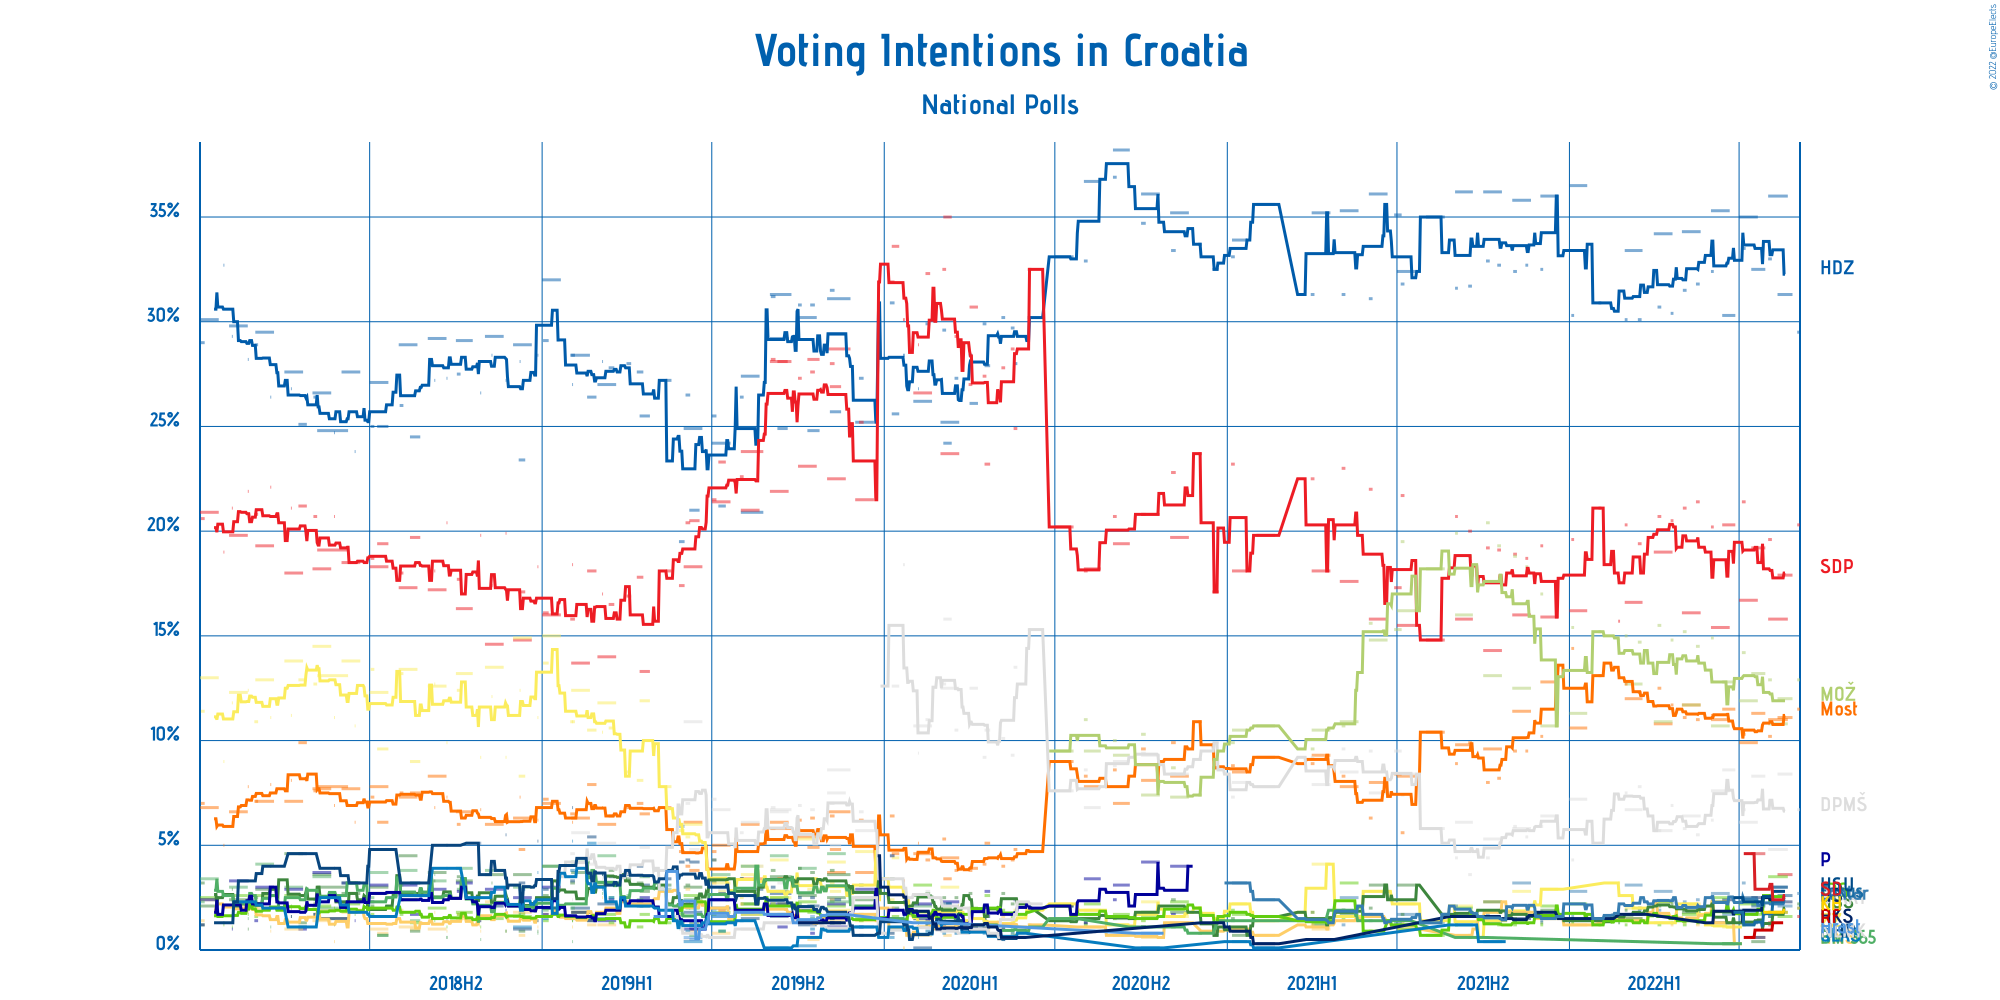 © 2022 @EuropeElects
Voting Intentions in Croatia
National Polls
35%
30%
25%
20%
15%
10%
5%
0%
HDZ
SDP
MOŽ
Most
DPMŠ
P
HSU
RKS
2018H2
2019H1
2019H2
2020H1
2020H2
2021H1
2021H2
2022H1